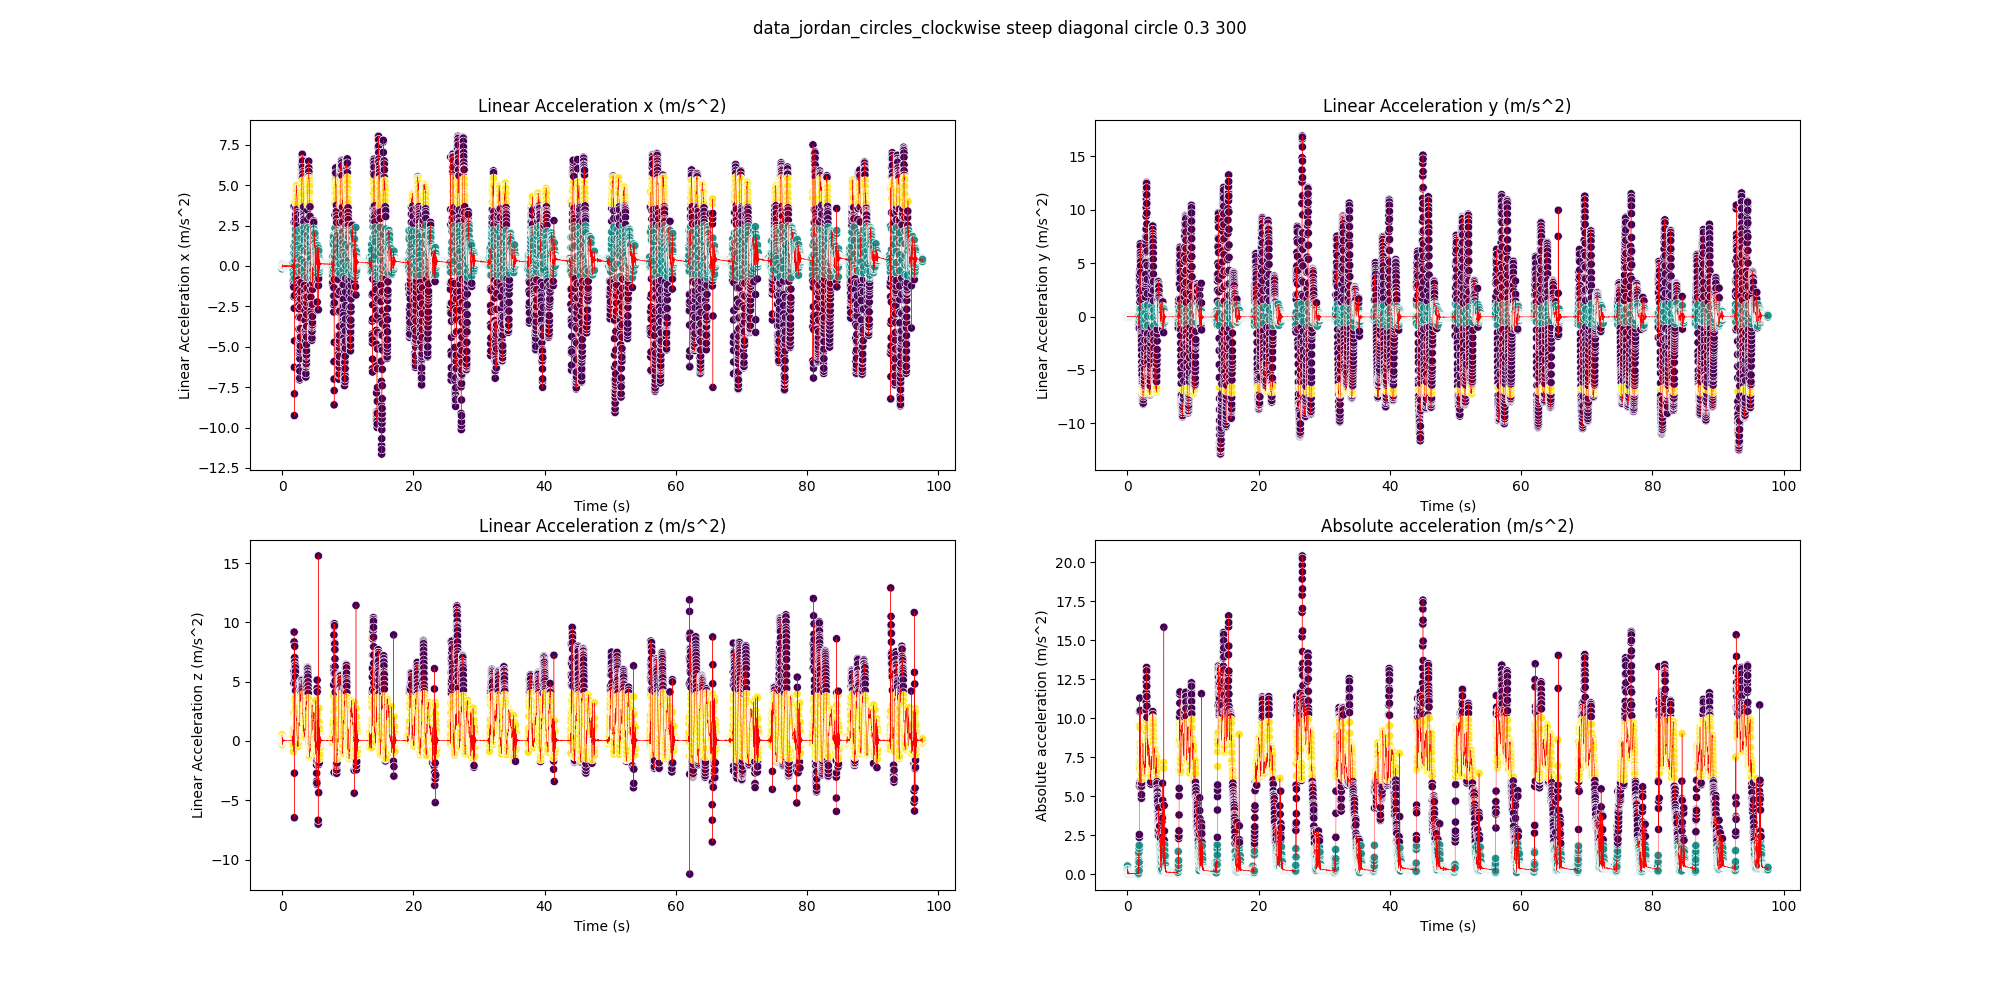 data_jordan_circles_clockwise steep diagonal circle 0.3 300
Linear Acceleration x (m/s^2)
Linear Acceleration x (m/s^2)
7.5
5.0
2.5
0.0
−2.5
−5.0
−7.5
−10.0
−12.5
0 20 40 60 80 100
Time (s)
Linear Acceleration y (m/s^2)
Linear Acceleration y (m/s^2)
15
10
5
0
−5
−10
0 20 40 60 80 100
Time (s)
Linear Acceleration z (m/s^2)
Linear Acceleration z (m/s^2)
15
10
5
0
−5
−10
0 20 40 60 80 100
Time (s)
Absolute acceleration (m/s^2)
Absolute acceleration (m/s^2)
20.0
17.5
15.0
12.5
10.0
7.5
5.0
2.5
0.0
0 20 40 60 80 100
Time (s)